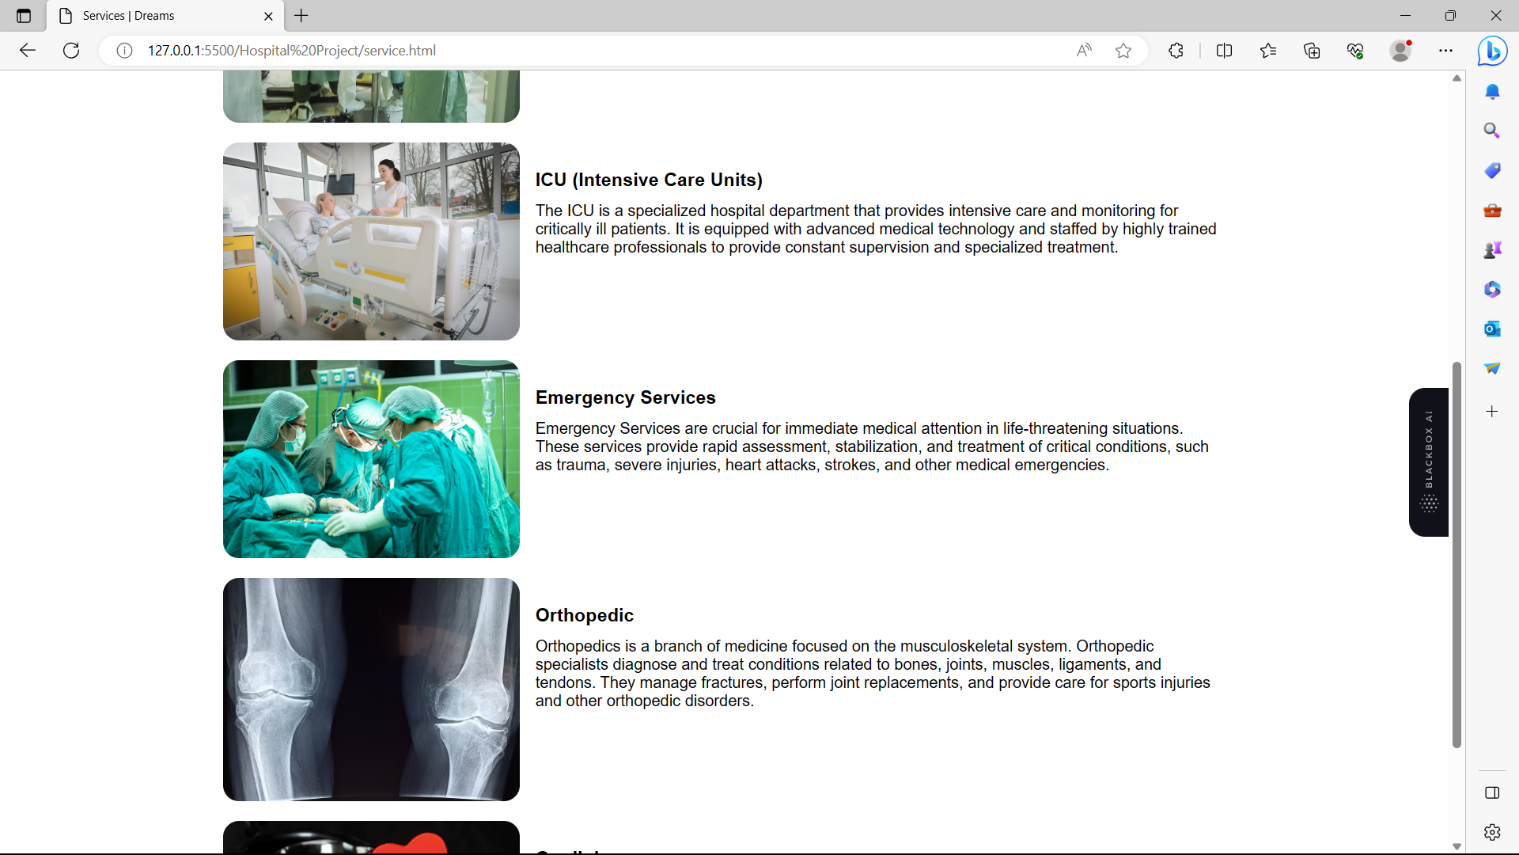 Services | Dreams
127.0.0.1:5500/Hospital%20Project/service.html
ICU (Intensive Care Units)
The ICU is a specialized hospital department that provides intensive care and monitoring for
critically ill patients. It is equipped with advanced medical technology and staffed by highly trained
healthcare professionals to provide constant supervision and specialized treatment.
Emergency Services
Emergency Services are crucial for immediate medical attention in life-threatening situations.
These services provide rapid assessment, stabilization, and treatment of critical conditions, such
as trauma, severe injuries, heart attacks, strokes, and other medical emergencies.
BLACKBOX AI
Orthopedic
Orthopedics is a branch of medicine focused on the musculoskeletal system. Orthopedic
specialists diagnose and treat conditions related to bones, joints, muscles, ligaments, and
tendons. They manage fractures, perform joint replacements, and provide care for sports injuries
and other orthopedic disorders.